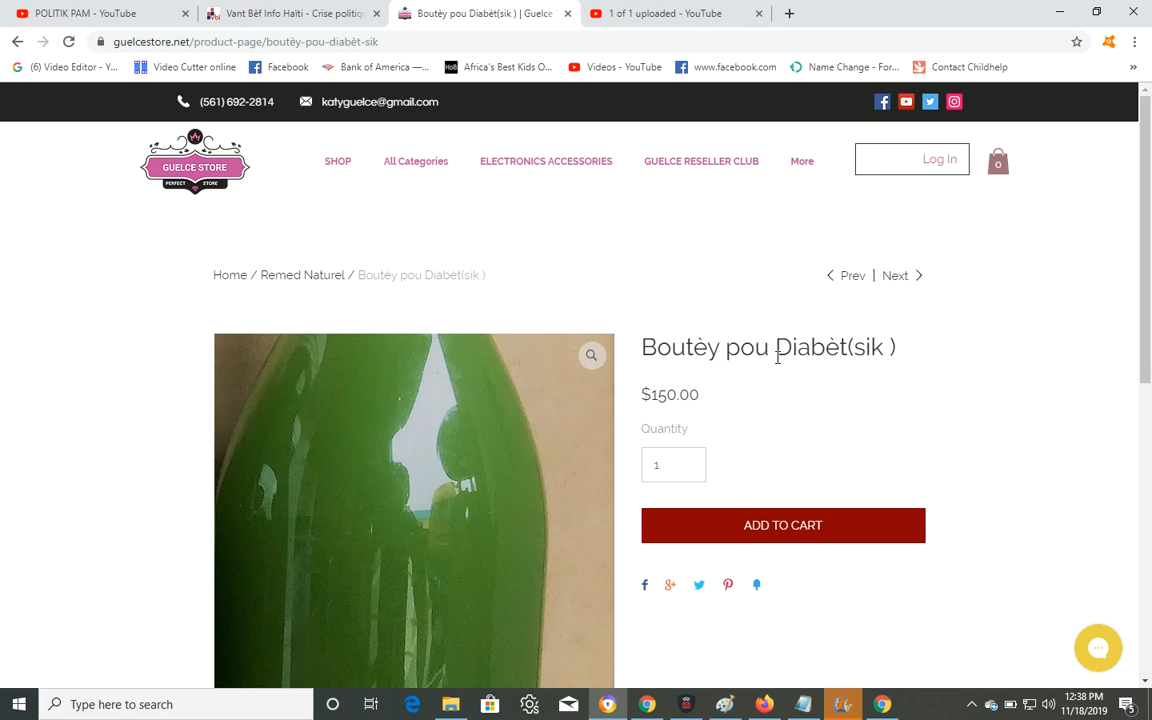 POLITIK PAM - YouTube
Vant Bèf Info Haïti - Crise politiqu
Boutèy pou Diabèt(sik ) | Guelce S
1 of 1 uploaded - YouTube
guelcestore.net/product-page/boutèy-pou-diabèt-sik
(6) Video Editor - Y...
Video Cutter online
Facebook
Bank of America —...
HoB
Africa's Best Kids O...
Videos - YouTube
www.facebook.com
Name Change - For...
Contact Childhelp
(561) 692-2814
katyguelce@gmail.com
GUELCE STORE
PERFECT STORE
SHOP
All Categories
ELECTRONICS ACCESSORIES
GUELCE RESELLER CLUB
More
Log In
0
Home / Remed Naturel / Boutèy pou Diabèt(sik )
Prev | Next
Boutèy pou Diabèt(sik )
$150.00
Quantity
1
ADD TO CART
Type here to search
12:38 PM
11/18/2019
5